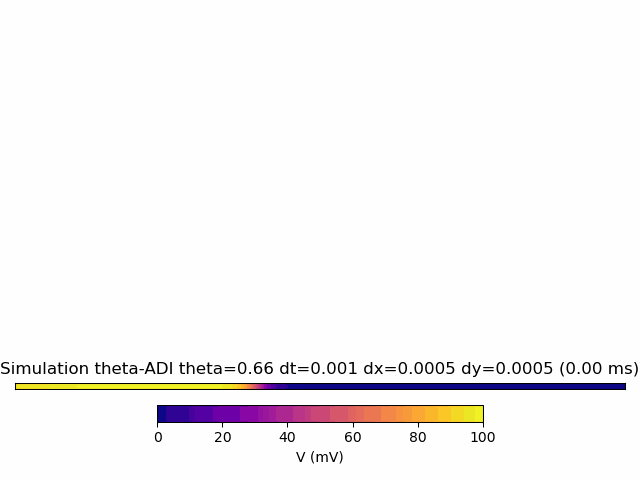 Simulation theta-ADI theta=0.66 dt=0.001 dx=0.0005 dy=0.0005 (0.00 ms)
0 20 40 60 80 100
V (mV)